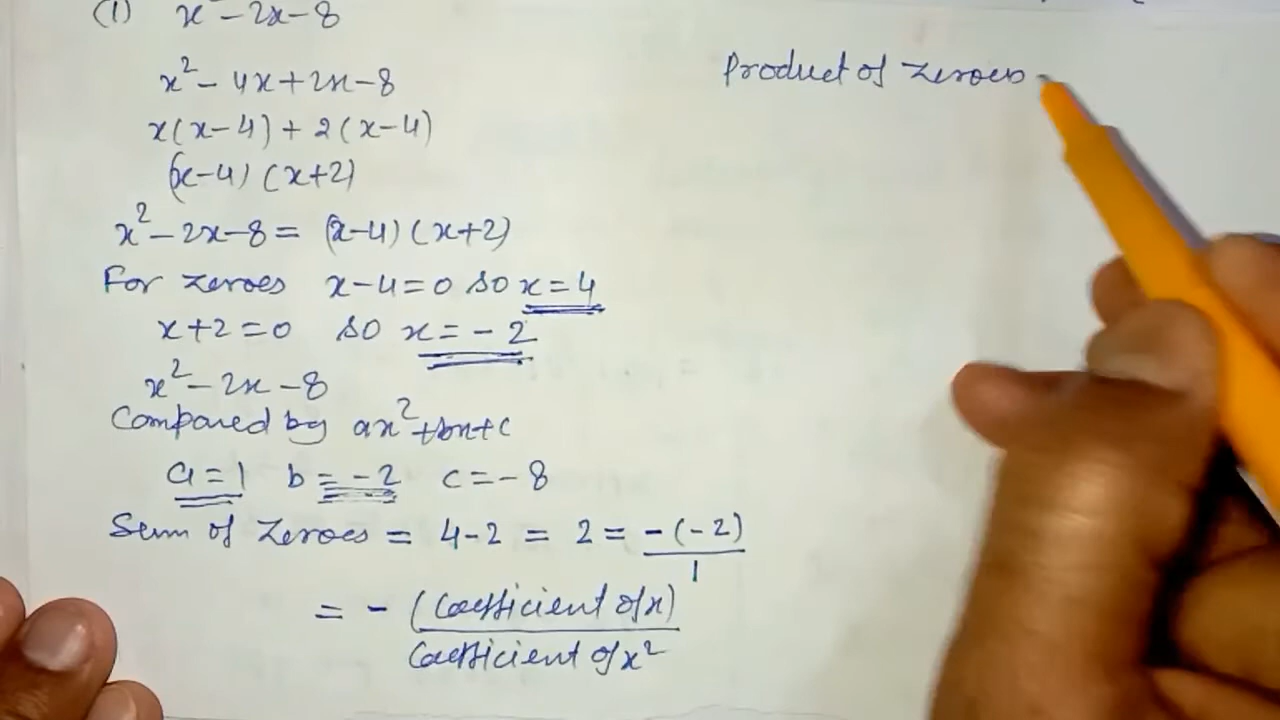 (1) x² - 2x - 8
x² - 4x + 2x - 8
x(x-4) + 2(x-4)
(x-4) (x+2)
x² - 2x - 8 = (x-4) (x+2)
For zeroes x-4=0 so x=4
x+2=0 so x=-2
x² - 2x - 8
Compared by ax²+bx+c
a=1 b=-2 c=-8
Sum of zeroes = 4-2 = 2 = -(-2)/1
= - (Coefficient of x)/Coefficient of x²
Product of zeroes